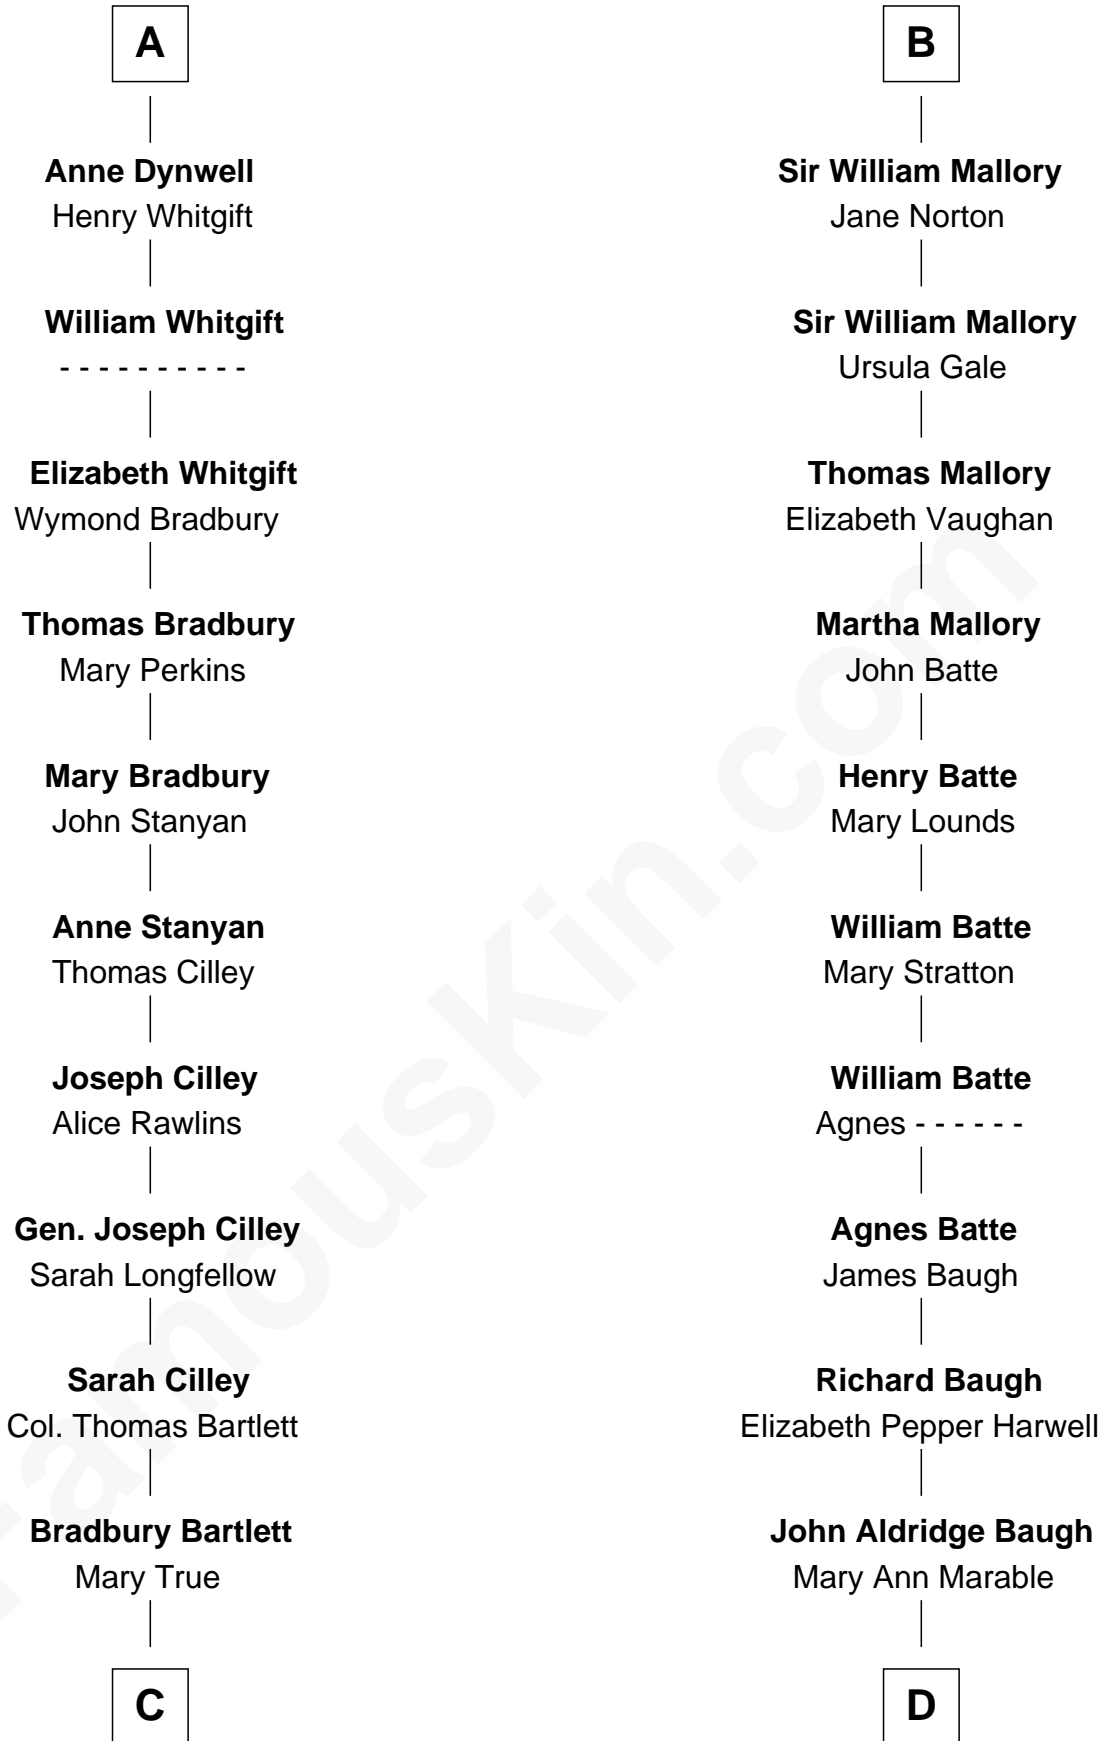 A
Anne Dynwell
Henry Whitgift
William Whitgift
- - - - - - - - - -
Elizabeth Whitgift
Wymond Bradbury
Thomas Bradbury
Mary Perkins
Mary Bradbury
John Stanyan
Anne Stanyan
Thomas Cilley
Joseph Cilley
Alice Rawlins
Gen. Joseph Cilley
Sarah Longfellow
Sarah Cilley
Col. Thomas Bartlett
Bradbury Bartlett
Mary True
C
B
Sir William Mallory
Jane Norton
Sir William Mallory
Ursula Gale
Thomas Mallory
Elizabeth Vaughan
Martha Mallory
John Batte
Henry Batte
Mary Lounds
William Batte
Mary Stratton
William Batte
Agnes - - - - - -
Agnes Batte
James Baugh
Richard Baugh
Elizabeth Pepper Harwell
John Aldridge Baugh
Mary Ann Marable
D
FamousKin.com